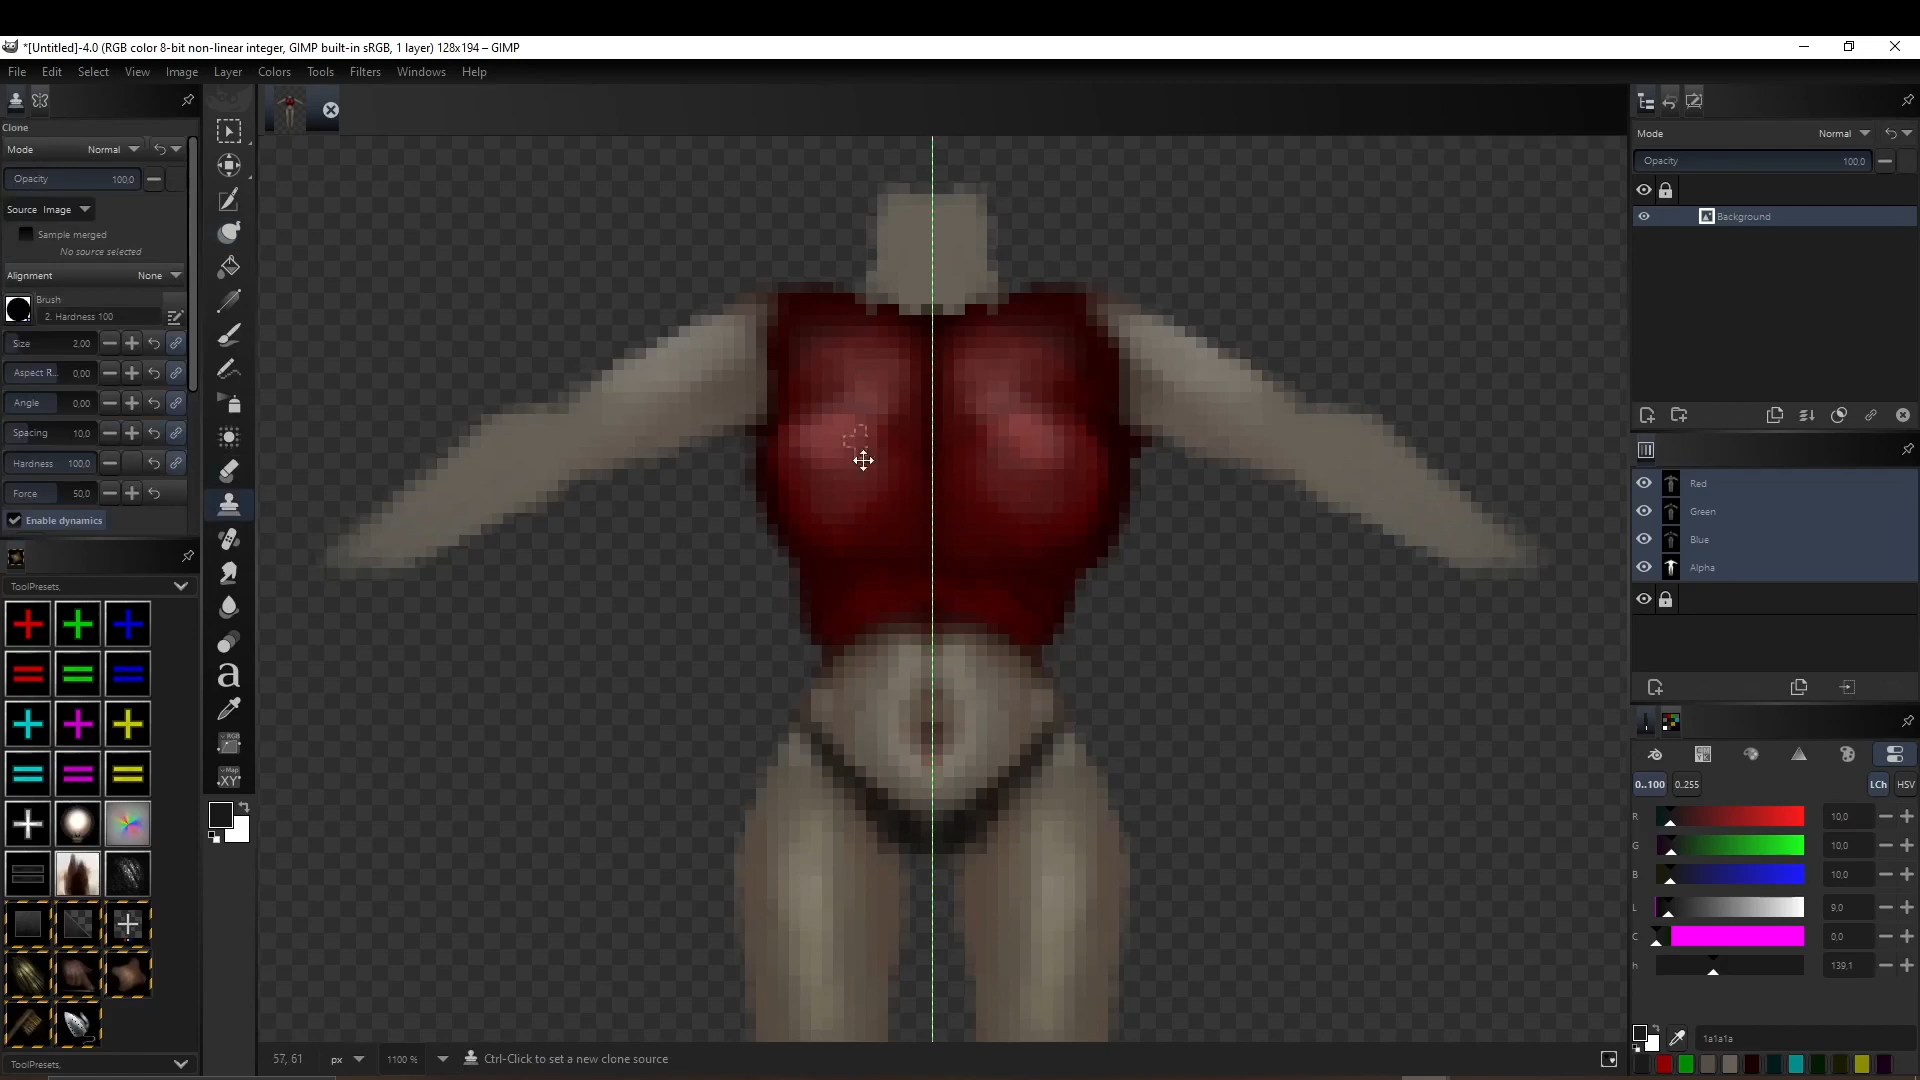 *[Untitled]-4.0 (RGB color 8-bit non-linear integer, GIMP built-in sRGB, 1 layer) 128x194 – GIMP
File Edit Select View Image Layer Colors Tools Filters Windows Help
Clone
Mode Normal
Opacity 100,0
Source Image
Sample merged
No source selected
Alignment None
Brush
2. Hardness 100
Size 2,00
Aspect R... 0,00
Angle 0,00
Spacing 10,0
Hardness 100,0
Force 50,0
Enable dynamics
ToolPresets,
ToolPresets,
a
RGB
Map
XY
57, 61 px 1100 % Ctrl-Click to set a new clone source
Mode Normal
Opacity 100,0
Background
Red
Green
Blue
Alpha
0..100 0..255 LCh HSV
R 10,0
G 10,0
B 10,0
L 9,0
C 0,0
h 139,1
1a1a1a